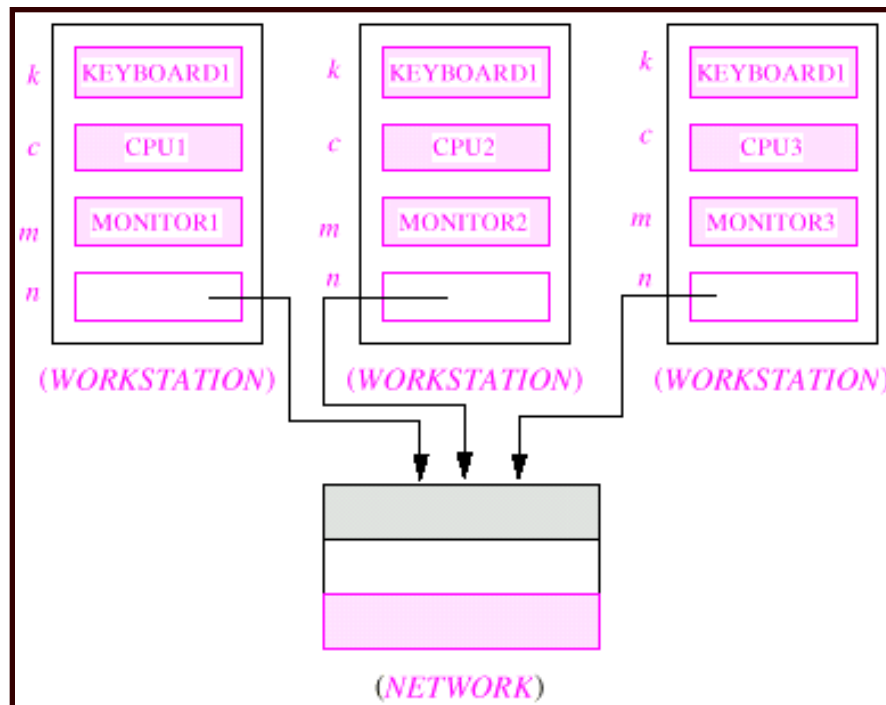 k KEYBOARD1 k KEYBOARD1 k KEYBOARD1
c CPU1 c CPU2 c CPU3
m MONITOR1 m MONITOR2 m MONITOR3
n n n
(WORKSTATION) (WORKSTATION) (WORKSTATION)
(NETWORK)